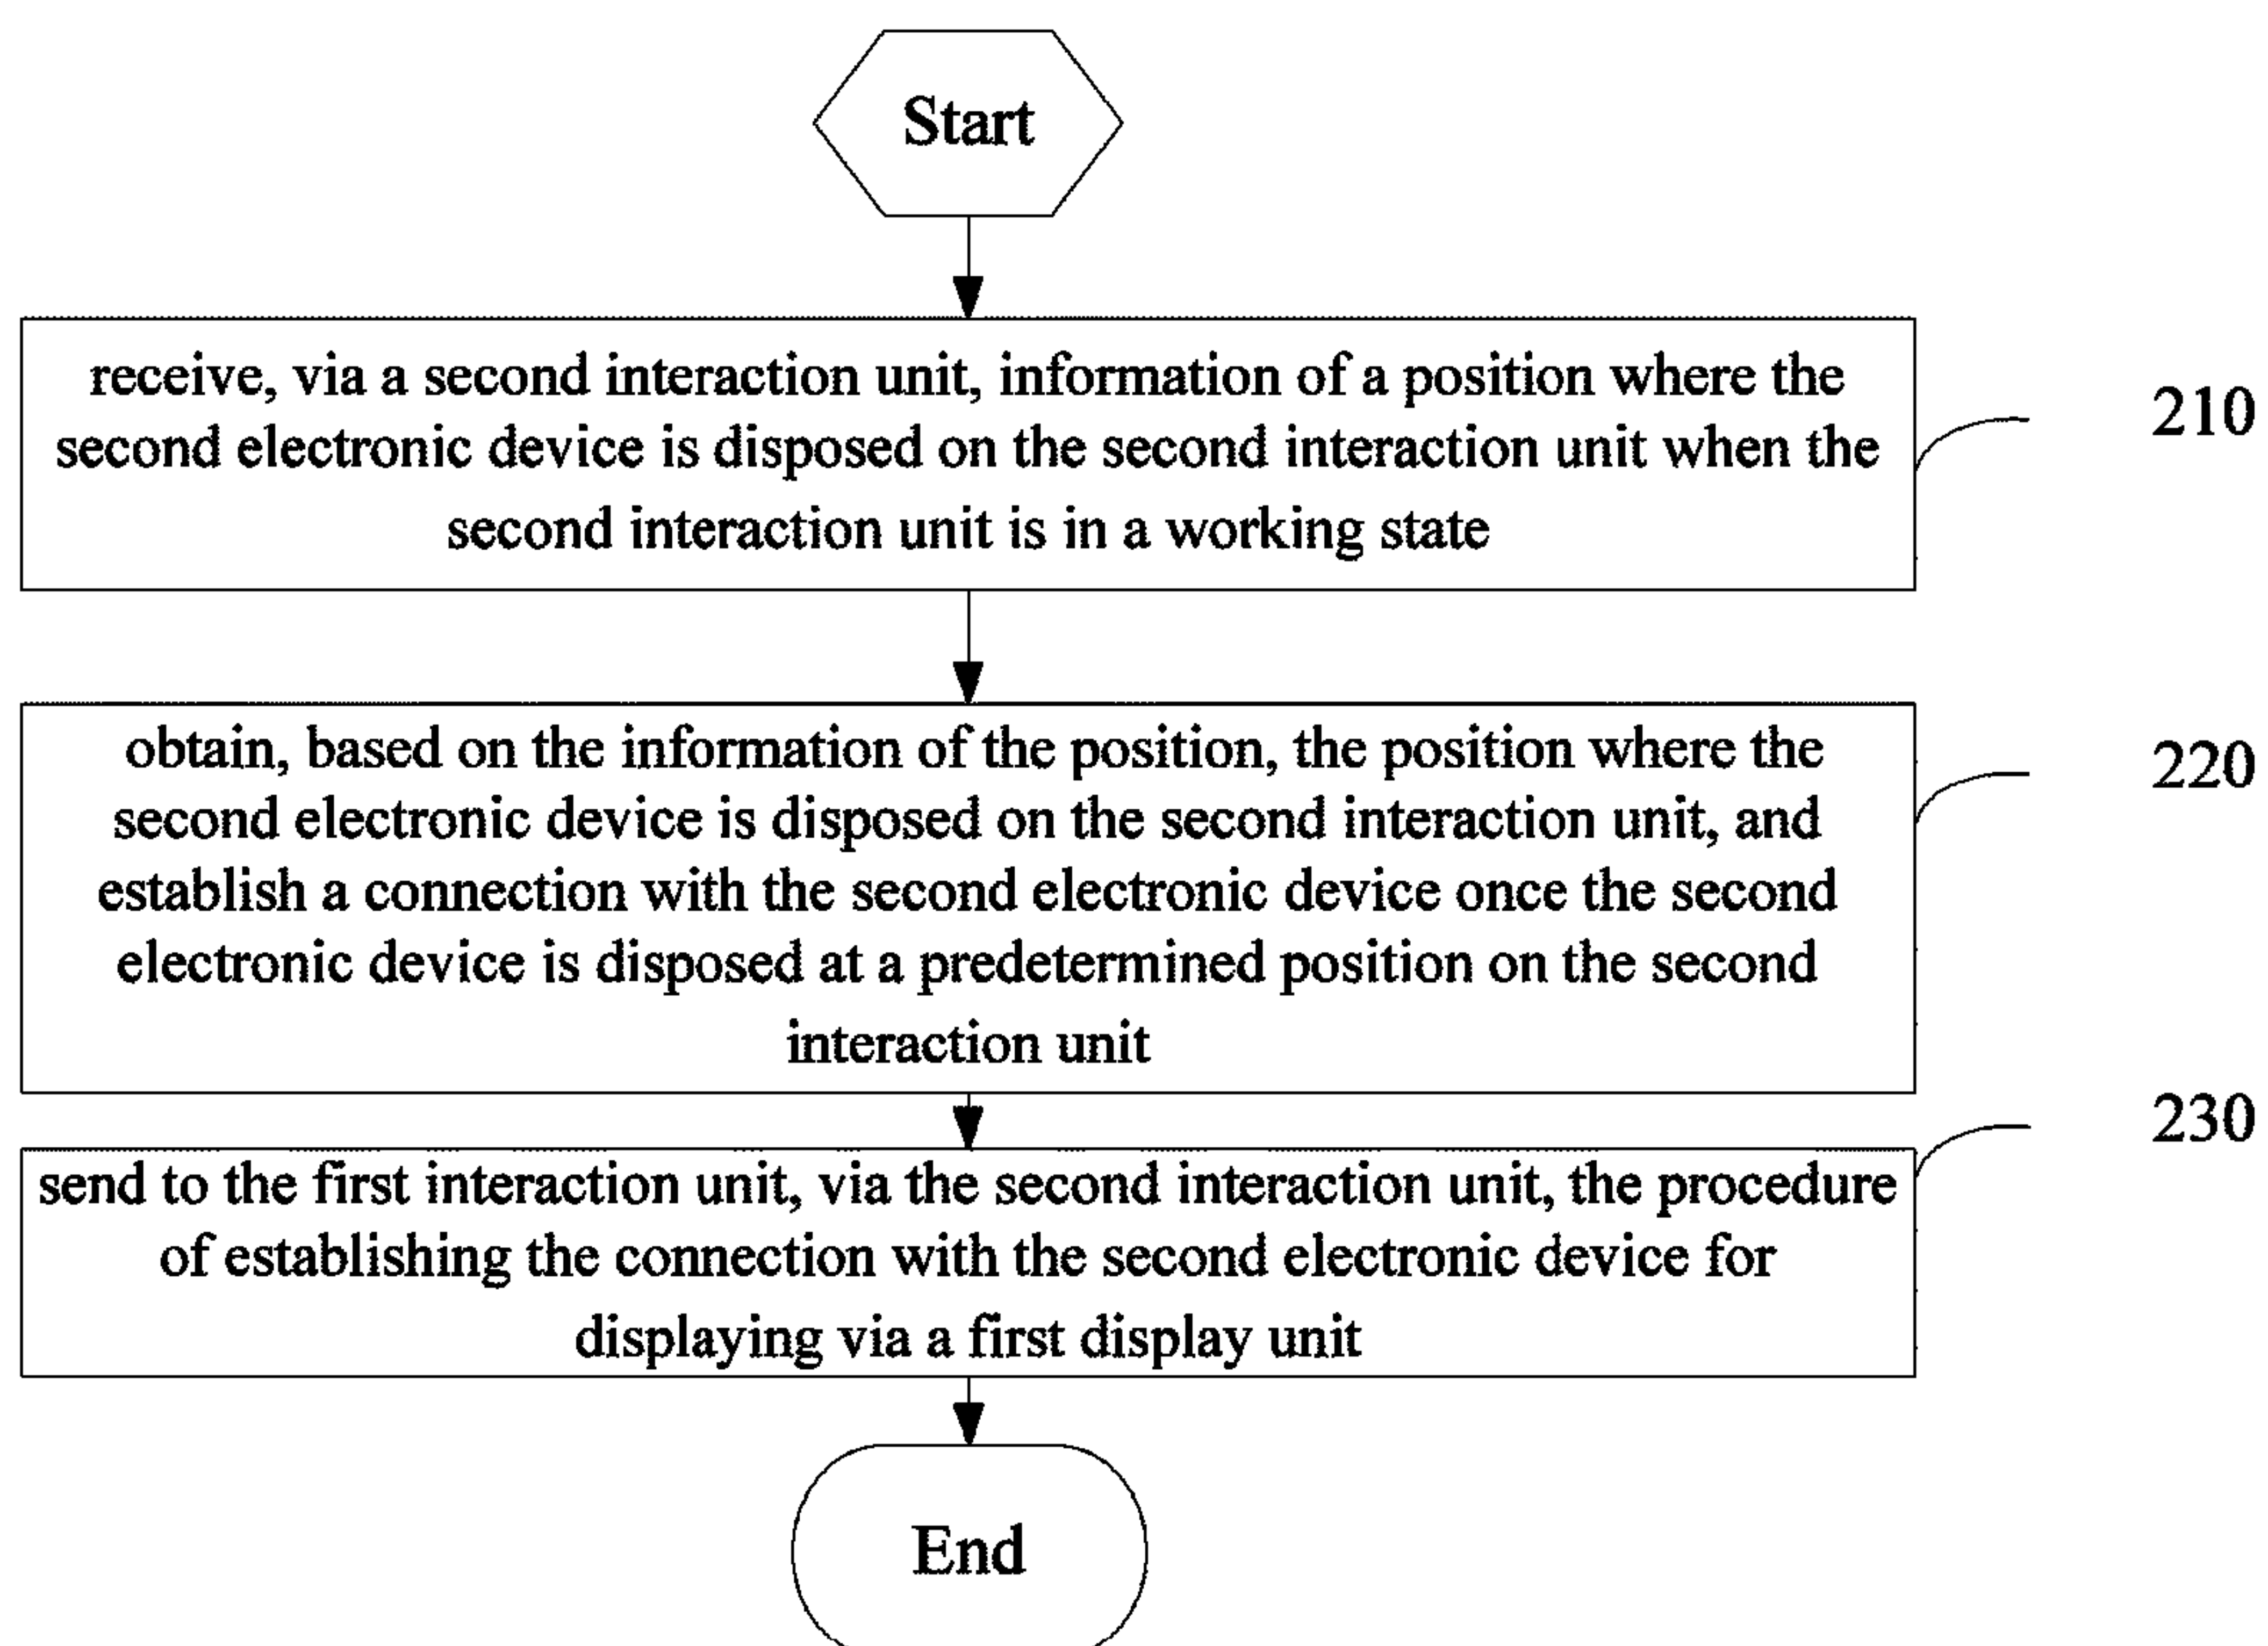 Start
receive, via a second interaction unit, information of a position where the
second electronic device is disposed on the second interaction unit when the
second interaction unit is in a working state
210
obtain, based on the information of the position, the position where the
second electronic device is disposed on the second interaction unit, and
establish a connection with the second electronic device once the second
electronic device is disposed at a predetermined position on the second
interaction unit
220
send to the first interaction unit, via the second interaction unit, the procedure
of establishing the connection with the second electronic device for
displaying via a first display unit
230
End